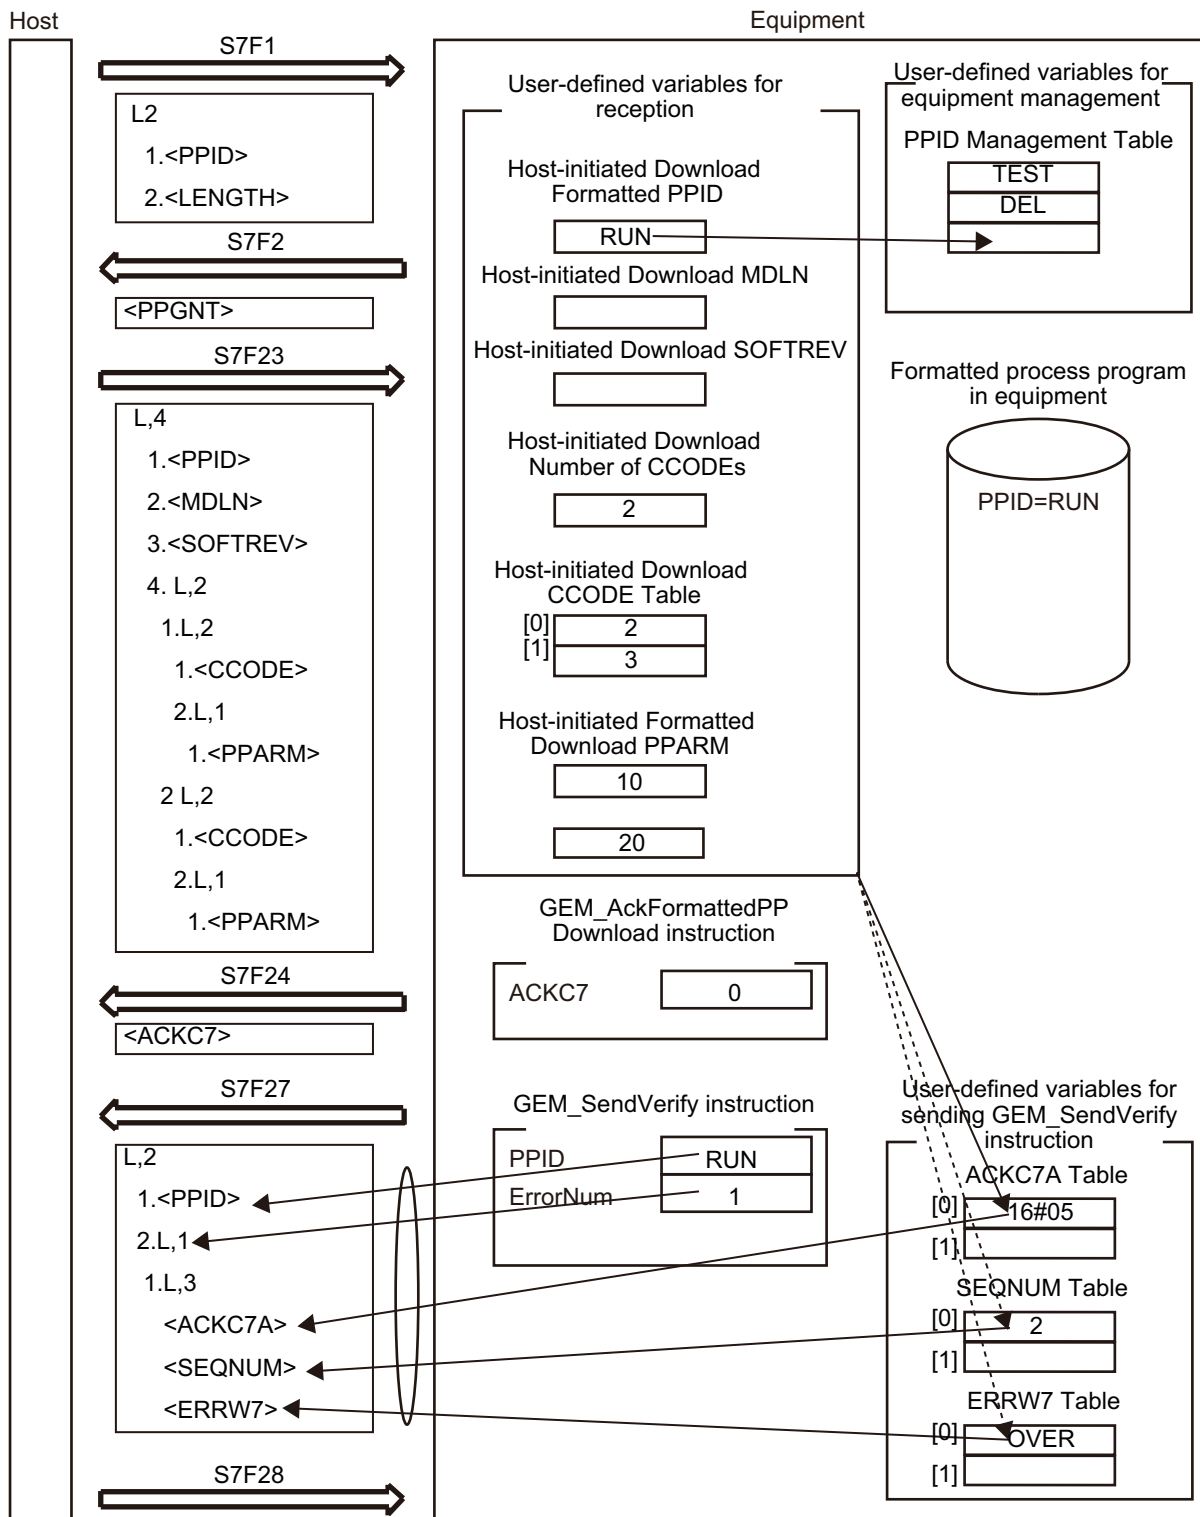 Host
Equipment
S7F1
L2
1.<PPID>
2.<LENGTH>
S7F2
<PPGNT>
S7F23
L,4
1.<PPID>
2.<MDLN>
3.<SOFTREV>
4. L,2
1.L,2
1.<CCODE>
2.L,1
1.<PPARM>
2 L,2
1.<CCODE>
2.L,1
1.<PPARM>
S7F24
<ACKC7>
S7F27
L,2
1.<PPID>
2.L,1
1.L,3
<ACKC7A>
<SEQNUM>
<ERRW7>
S7F28
User-defined variables for
reception
Host-initiated Download
Formatted PPID
RUN
Host-initiated Download MDLN
Host-initiated Download SOFTREV
Host-initiated Download
Number of CCODEs
2
Host-initiated Download
CCODE Table
[0] 2
[1] 3
Host-initiated Formatted
Download PPARM
10
20
GEM_AckFormattedPP
Download instruction
ACKC7 0
GEM_SendVerify instruction
PPID RUN
ErrorNum 1
User-defined variables for
equipment management
PPID Management Table
TEST
DEL
Formatted process program
in equipment
PPID=RUN
User-defined variables for
sending GEM_SendVerify
instruction
ACKC7A Table
[0] 16#05
[1]
SEQNUM Table
[0] 2
[1]
ERRW7 Table
[0] OVER
[1]